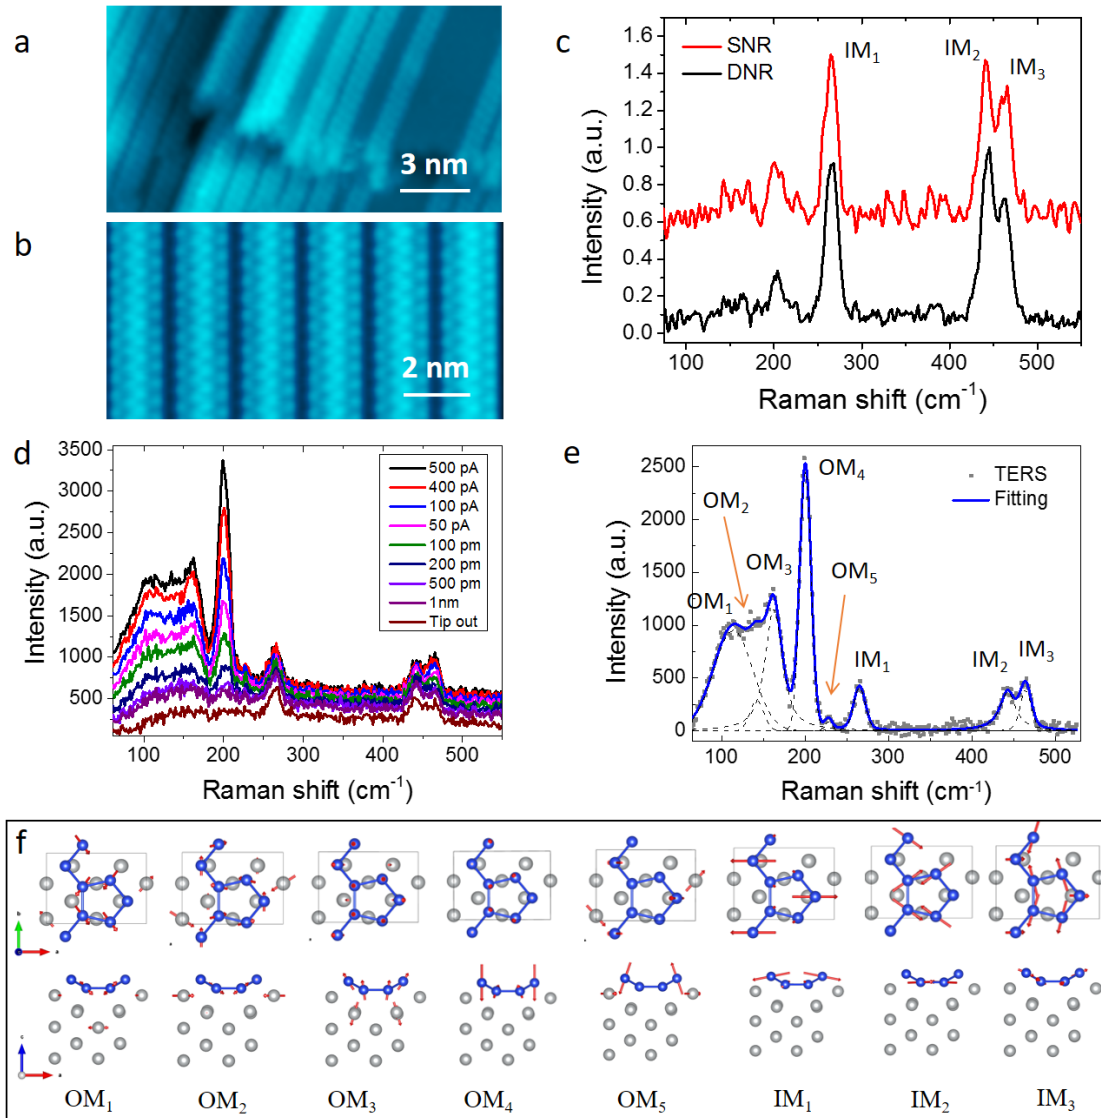 a
3 nm
b
2 nm
c
SNR
DNR
IM₁
IM₂
IM₃
1.6
1.4
1.2
1.0
0.8
0.6
0.4
0.2
0.0
Intensity (a.u.)
100 200 300 400 500
Raman shift (cm⁻¹)
d
3500
3000
2500
2000
1500
1000
500
Intensity (a.u.)
500 pA
400 pA
100 pA
50 pA
100 pm
200 pm
500 pm
1nm
Tip out
100 200 300 400 500
Raman shift (cm⁻¹)
e
2500
2000
1500
1000
500
0
Intensity (a.u.)
OM₄
TERS
Fitting
OM₂
OM₃
OM₅
OM₁
IM₁
IM₂
IM₃
100 200 300 400 500
Raman shift (cm⁻¹)
f
OM₁ OM₂ OM₃ OM₄ OM₅ IM₁ IM₂ IM₃